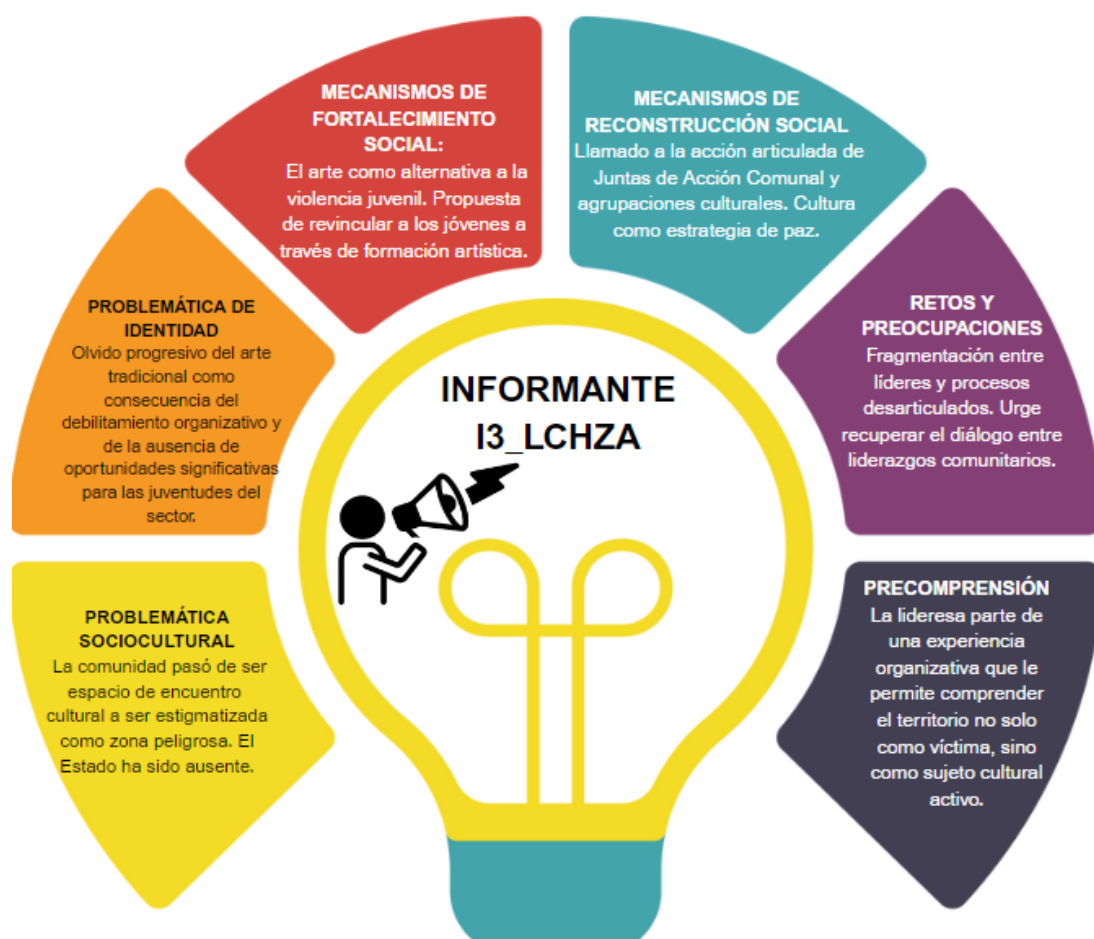 MECANISMOS DE
FORTALECIMIENTO
SOCIAL:
El arte como alternativa a la
violencia juvenil. Propuesta
de revincular a los jóvenes a
través de formación artística.
MECANISMOS DE
RECONSTRUCCIÓN SOCIAL
Llamado a la acción articulada de
Juntas de Acción Comunal y
agrupaciones culturales. Cultura
como estrategia de paz.
PROBLEMÁTICA DE
IDENTIDAD
Olvido progresivo del arte
tradicional como
consecuencia del
debilitamiento organizativo y
de la ausencia de
oportunidades significativas
para las juventudes del
sector.
RETOS Y
PREOCUPACIONES
Fragmentación entre
líderes y procesos
desarticulados. Urge
recuperar el diálogo entre
liderazgos comunitarios.
INFORMANTE
I3_LCHZA
PROBLEMÁTICA
SOCIOCULTURAL
La comunidad pasó de ser
espacio de encuentro
cultural a ser estigmatizada
como zona peligrosa. El
Estado ha sido ausente.
PRECOMPRENSIÓN
La lideresa parte de
una experiencia
organizativa que le
permite comprender
el territorio no solo
como víctima, sino
como sujeto cultural
activo.